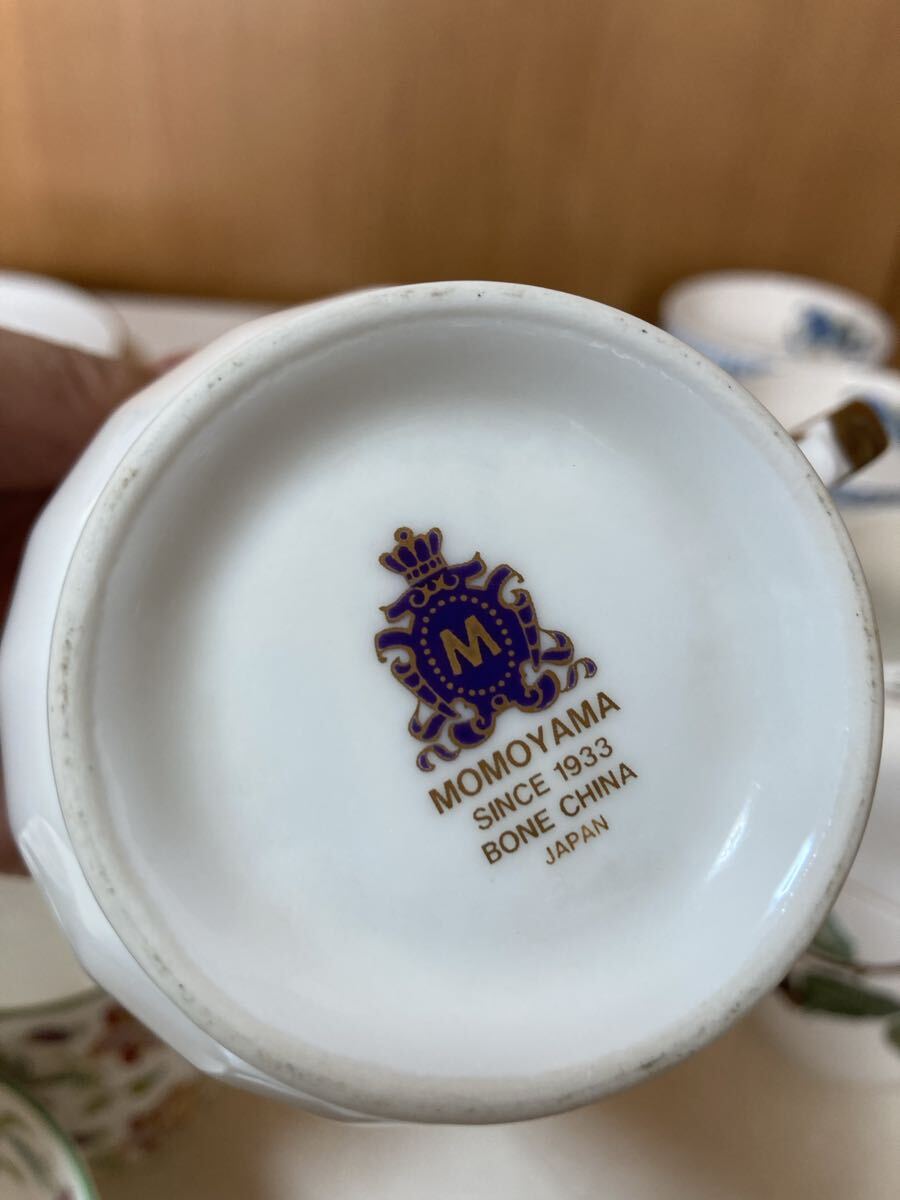 M
MOMOYAMA
SINCE 1933
BONE CHINA
JAPAN